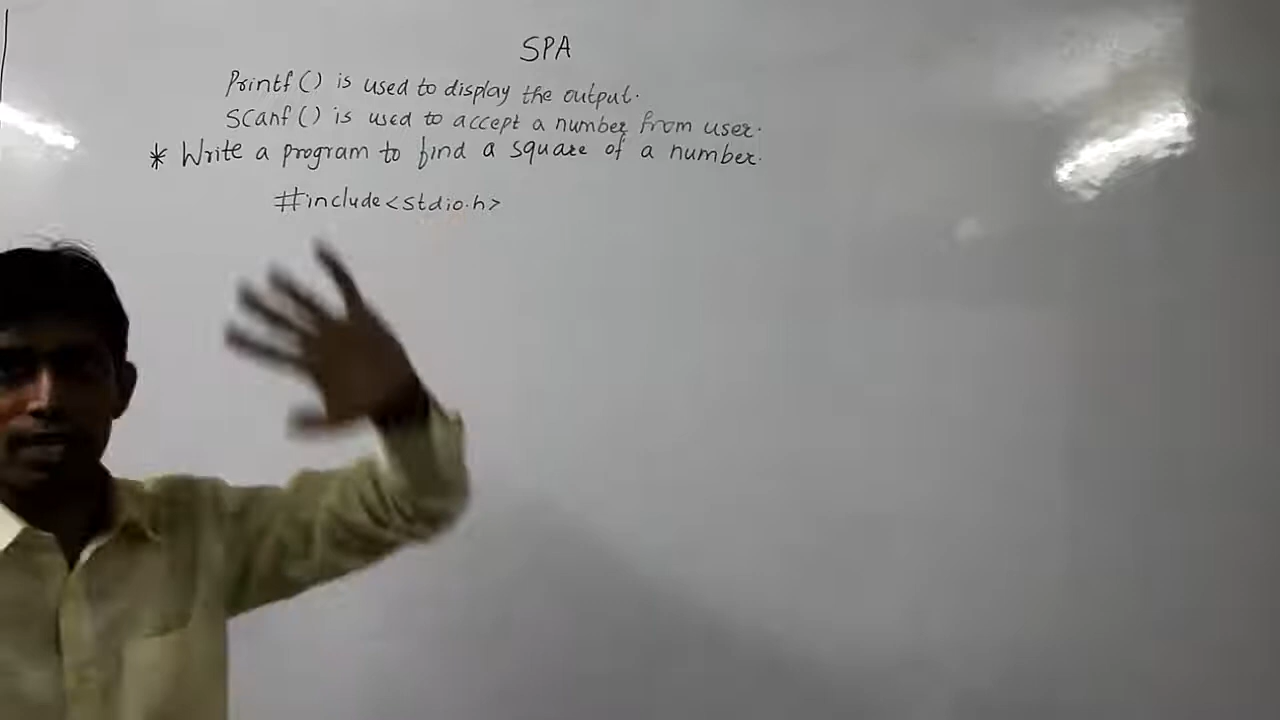 SPA
Printf() is used to display the output.
Scanf() is used to accept a number from user.
* Write a program to find a square of a number.
#include<stdio.h>